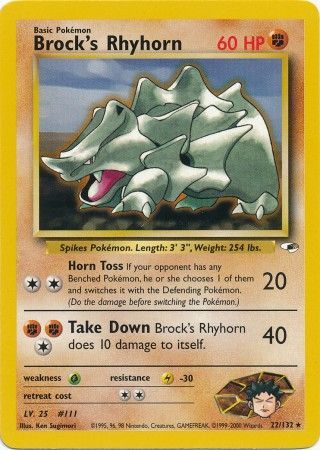 Basic Pokémon
Brock's Rhyhorn 60 HP
Spikes Pokémon. Length: 3' 3", Weight: 254 lbs.
Horn Toss If your opponent has any
Benched Pokémon, he or she chooses 1 of them
and switches it with the Defending Pokémon.
(Do the damage before switching the Pokémon.)
20
Take Down Brock's Rhyhorn
does 10 damage to itself.
40
weakness resistance -30
retreat cost
LV. 25 #111
Illus. Ken Sugimori ©1995, 96, 98 Nintendo, Creatures, GAMEFREAK. ©1999-2000 Wizards. 22/132 ★